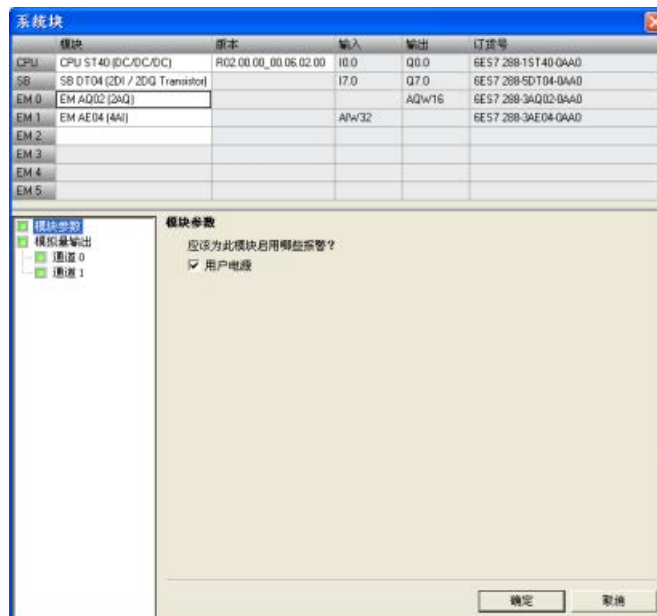 系统块
模块 版本 输入 输出 订货号
CPU CPU ST40 (DC/DC/DC) R02.00.00_00.06.02.00 I0.0 Q0.0 6ES7 288-1ST40-0AA0
SB SB DT04 (2DI / 2DQ Transistor) I7.0 Q7.0 6ES7 288-5DT04-0AA0
EM 0 EM AQ02 (2AQ) AQW16 6ES7 288-3AQ02-0AA0
EM 1 EM AE04 (4AI) AIW32 6ES7 288-3AE04-0AA0
EM 2
EM 3
EM 4
EM 5
模块参数
模拟量输出
通道 0
通道 1
模块参数
应该为此模块启用哪些报警？
用户电源
确定 取消